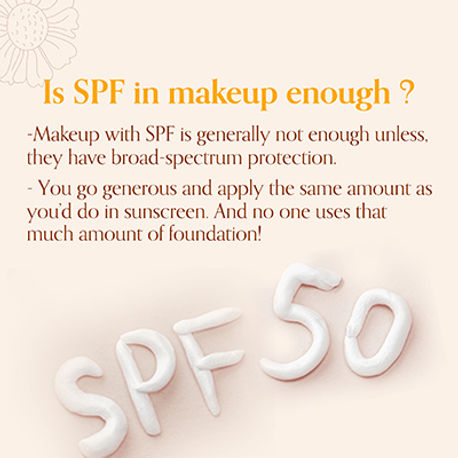 Is SPF in makeup enough ?
-Makeup with SPF is generally not enough unless,
they have broad-spectrum protection.
- You go generous and apply the same amount as
you'd do in sunscreen. And no one uses that
much amount of foundation!
SPF 50